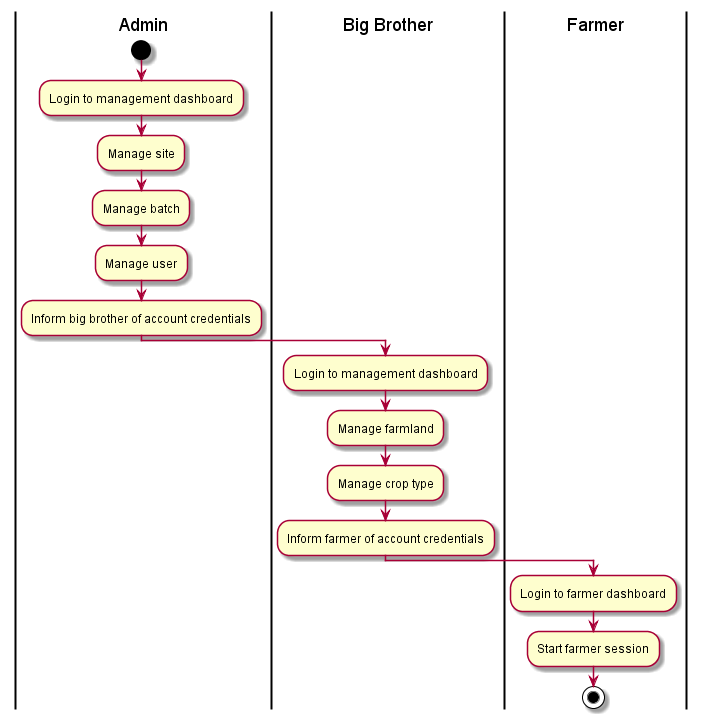 Admin
Big Brother
Farmer
Login to management dashboard
Manage site
Manage batch
Manage user
Inform big brother of account credentials
Login to management dashboard
Manage farmland
Manage crop type
Inform farmer of account credentials
Login to farmer dashboard
Start farmer session